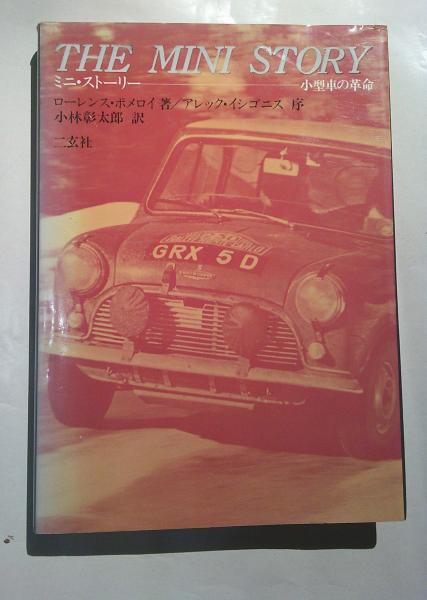 THE MINI STORY
ミニ・ストーリー 小型車の革命
ローレンス・ポメロイ 著／アレック・イシゴニス 序
小林彰太郎 訳
二玄社
GRX 5 D